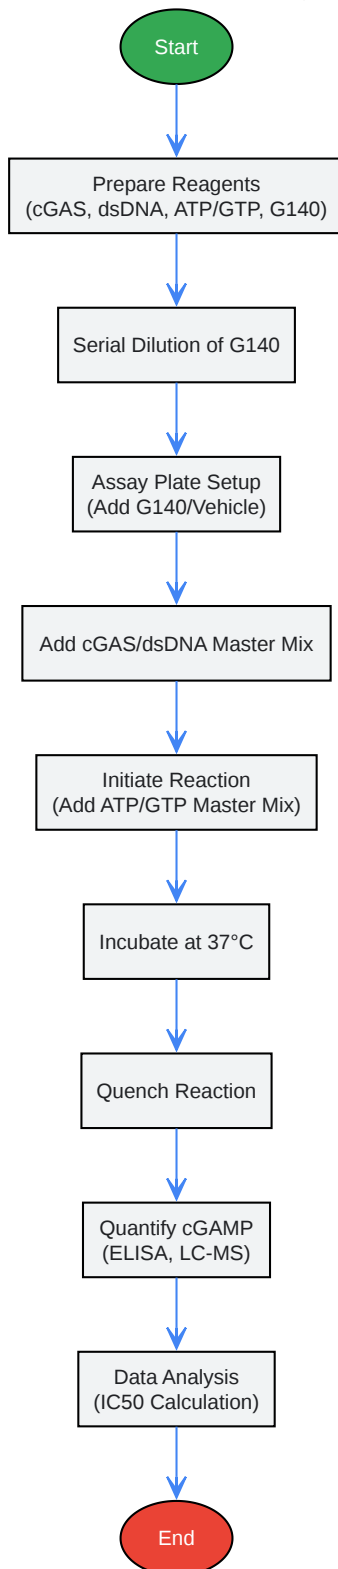 Start
Prepare Reagents
(cGAS, dsDNA, ATP/GTP, G140)
Serial Dilution of G140
Assay Plate Setup
(Add G140/Vehicle)
Add cGAS/dsDNA Master Mix
Initiate Reaction
(Add ATP/GTP Master Mix)
Incubate at 37°C
Quench Reaction
Quantify cGAMP
(ELISA, LC-MS)
Data Analysis
(IC50 Calculation)
End